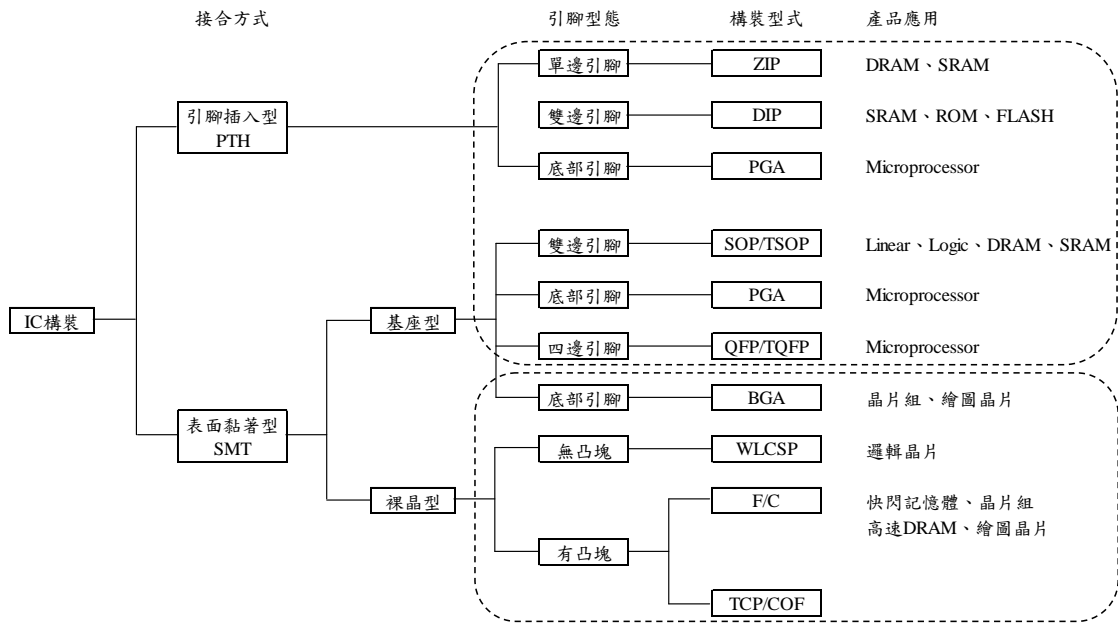 接合方式
引腳型態
構裝型式
產品應用
單邊引腳
ZIP
DRAM、SRAM
引腳插入型
PTH
雙邊引腳
DIP
SRAM、ROM、FLASH
底部引腳
PGA
Microprocessor
雙邊引腳
SOP/TSOP
Linear、Logic、DRAM、SRAM
底部引腳
PGA
Microprocessor
IC構裝
基座型
四邊引腳
QFP/TQFP
Microprocessor
底部引腳
BGA
晶片組、繪圖晶片
表面黏著型
SMT
無凸塊
WLCSP
邏輯晶片
裸晶型
F/C
快閃記憶體、晶片組
高速DRAM、繪圖晶片
有凸塊
TCP/COF